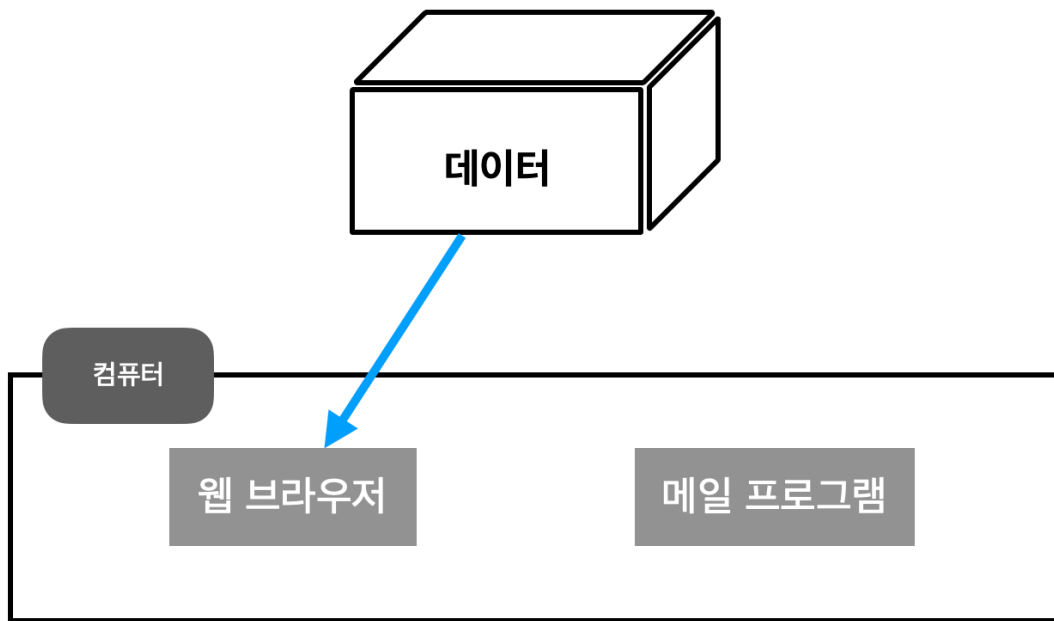 데이터
컴퓨터
웹 브라우저
메일 프로그램